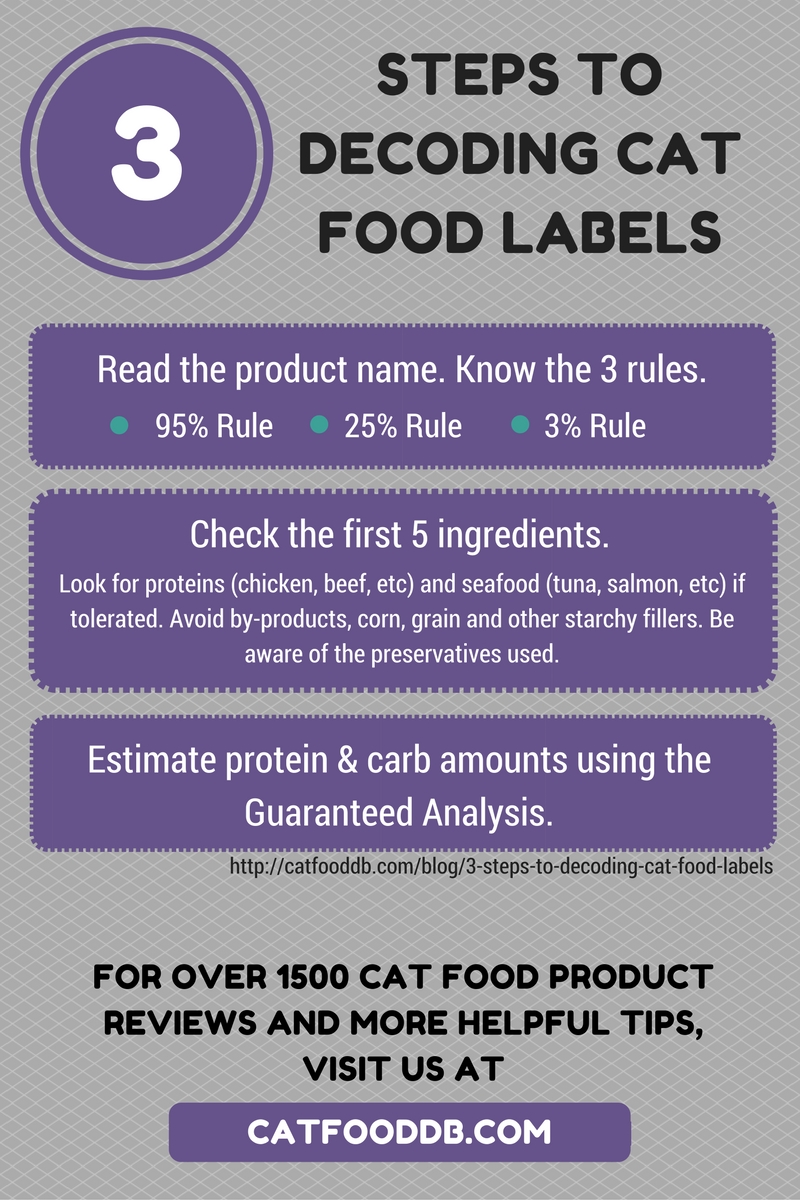 3
STEPS TO
DECODING CAT
FOOD LABELS
Read the product name. Know the 3 rules.
95% Rule 25% Rule 3% Rule
Check the first 5 ingredients.
Look for proteins (chicken, beef, etc) and seafood (tuna, salmon, etc) if
tolerated. Avoid by-products, corn, grain and other starchy fillers. Be
aware of the preservatives used.
Estimate protein & carb amounts using the
Guaranteed Analysis.
http://catfooddb.com/blog/3-steps-to-decoding-cat-food-labels
FOR OVER 1500 CAT FOOD PRODUCT
REVIEWS AND MORE HELPFUL TIPS,
VISIT US AT
CATFOODDB.COM